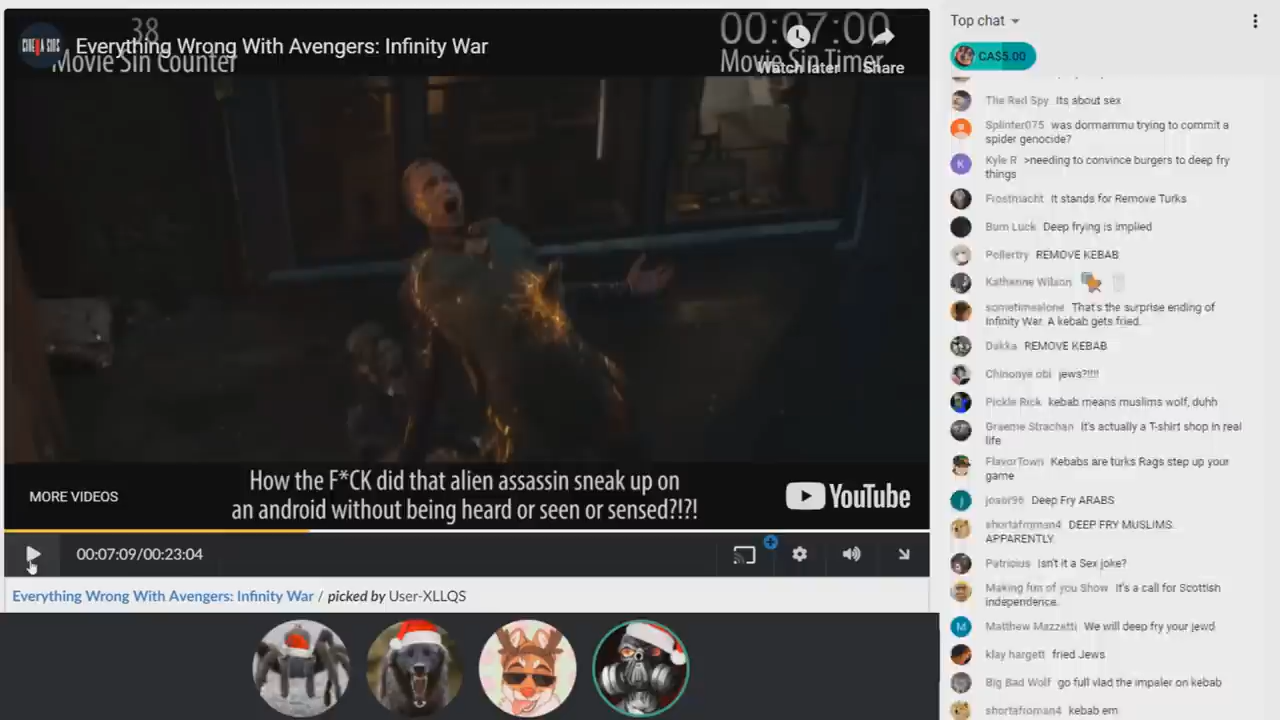 38
00:07:00
CINEMA SINS
Everything Wrong With Avengers: Infinity War
Movie Sin Counter
Movie Sin Timer
Watch later
Share
How the F*CK did that alien assassin sneak up on
an android without being heard or seen or sensed?!?!
MORE VIDEOS
YouTube
00:07:09/00:23:04
Everything Wrong With Avengers: Infinity War / picked by User-XLLQS
Top chat
CA$5.00
The Red Spy Its about sex
Splinter075 was dormammu trying to commit a
spider genocide?
K
Kyle R >needing to convince burgers to deep fry
things
Frostnacht It stands for Remove Turks
Bum Luck Deep frying is implied
REMOVE KEBAB
Katherine Wilson
sometimealone That's the surprise ending of
Infinity War. A kebab gets fried.
Dakka REMOVE KEBAB
Chinonye obi jews?!!!!
Pickle Rick kebab means muslims wolf, duhh
Graeme Strachan It's actually a T-shirt shop in real
life
FlavorTown Kebabs are turks Rags step up your
game
j
josor96 Deep Fry ARABS
shortafroman4 DEEP FRY MUSLIMS.
APPARENTLY.
Patricius Isn't it a Sex joke?
Making fun of you Show It's a call for Scottish
independence.
M
Matthew Mazzatti We will deep fry your jewd
klay hargett fried Jews
Big Bad Wolf go full vlad the impaler on kebab
shortafroman4 kebab em